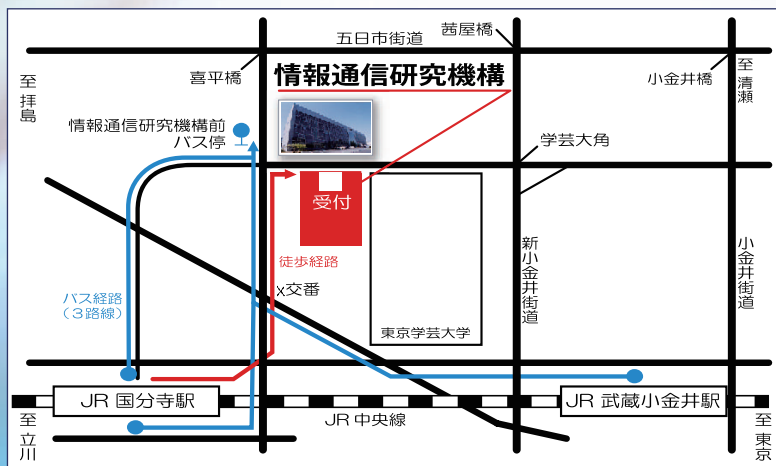 茜屋橋
五日市街道
喜平橋
情報通信研究機構
小金井橋
至清瀬
至拝島
情報通信研究機構前
バス停
学芸大角
受付
徒歩経路
新小金井街道
小金井街道
バス経路
(3路線)
x交番
東京学芸大学
JR 国分寺駅
JR 武蔵小金井駅
JR 中央線
至立川
至東京